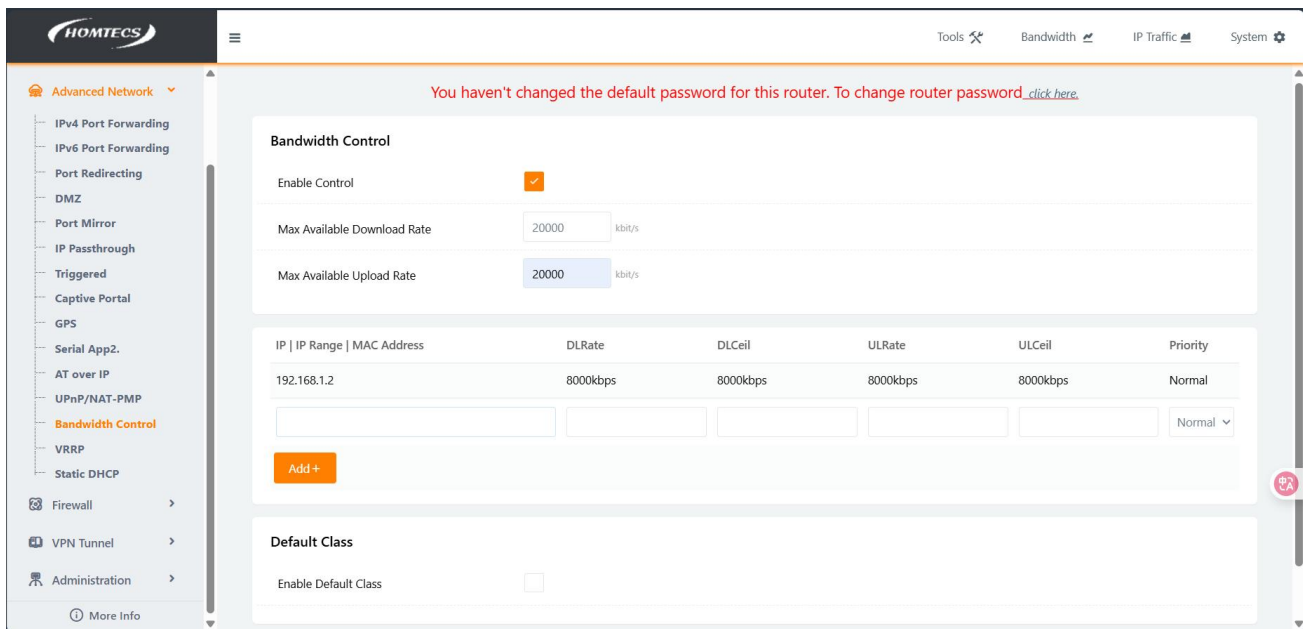 HOMTECS
Tools
Bandwidth
IP Traffic
System
Advanced Network
IPv4 Port Forwarding
IPv6 Port Forwarding
Port Redirecting
DMZ
Port Mirror
IP Passthrough
Triggered
Captive Portal
GPS
Serial App2.
AT over IP
UPnP/NAT-PMP
Bandwidth Control
VRRP
Static DHCP
Firewall
VPN Tunnel
Administration
More Info
You haven't changed the default password for this router. To change router password click here.
Bandwidth Control
Enable Control
Max Available Download Rate 20000 kbit/s
Max Available Upload Rate 20000 kbit/s
IP | IP Range | MAC Address DLRate DLCeil ULRate ULCeil Priority
192.168.1.2 8000kbps 8000kbps 8000kbps 8000kbps Normal
Normal
Add+
中A
Default Class
Enable Default Class